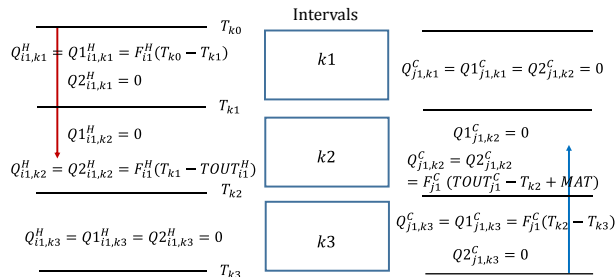 Intervals
T_{k0}
Q^H_{i1,k1} = Q1^H_{i1,k1} = F^H_{i1}(T_{k0} − T_{k1})
Q2^H_{i1,k1} = 0
k1
Q^C_{j1,k1} = Q1^C_{j1,k1} = Q2^C_{j1,k2} = 0
T_{k1}
Q1^H_{i1,k2} = 0
Q^H_{i1,k2} = Q2^H_{i1,k2} = F^H_{i1}(T_{k1} − TOUT^H_{i1})
k2
Q1^C_{j1,k2} = 0
Q^C_{j1,k2} = Q2^C_{j1,k2}
= F^C_{j1} (TOUT^C_{j1} − T_{k2} + MAT)
T_{k2}
Q^H_{i1,k3} = Q1^H_{i1,k3} = Q2^H_{i1,k3} = 0
k3
Q^C_{j1,k3} = Q1^C_{j1,k3} = F^C_{j1}(T_{k2} − T_{k3})
Q2^C_{j1,k3} = 0
T_{k3}